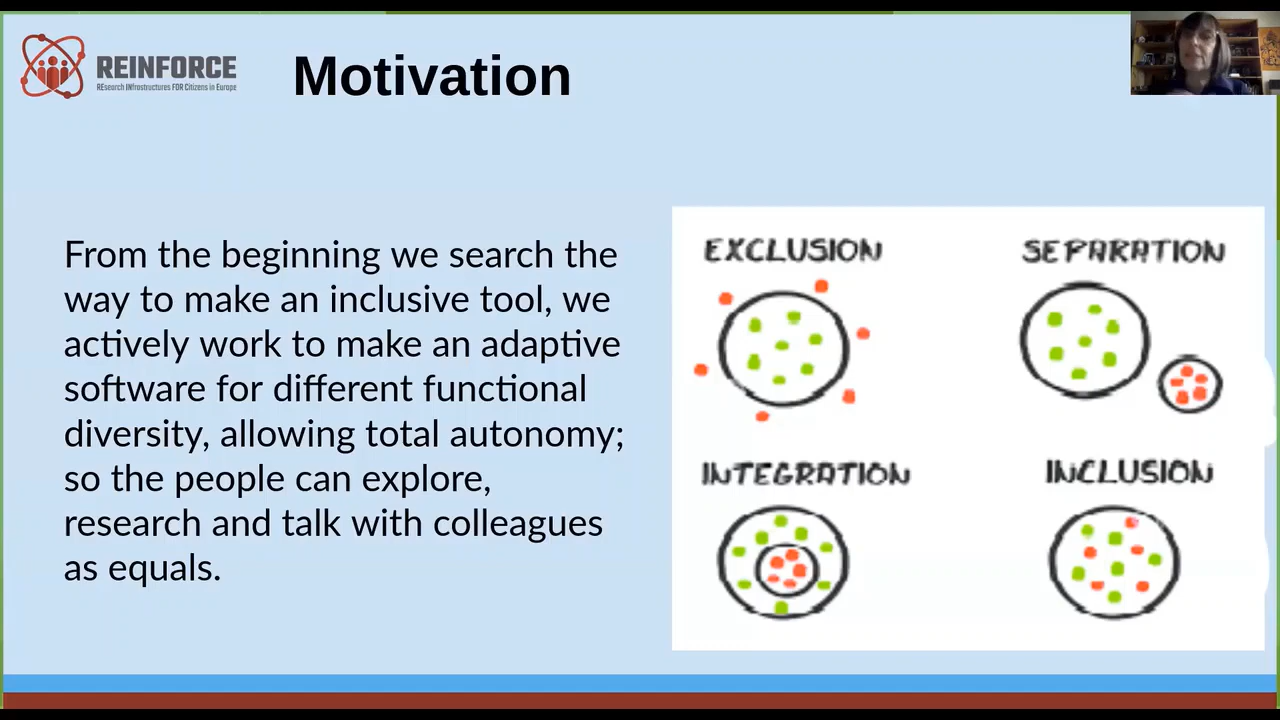 REINFORCE
REsearch INfrastructures FOR Citizens in Europe
Motivation
From the beginning we search the
way to make an inclusive tool, we
actively work to make an adaptive
software for different functional
diversity, allowing total autonomy;
so the people can explore,
research and talk with colleagues
as equals.
EXCLUSION
SEPARATION
INTEGRATION
INCLUSION